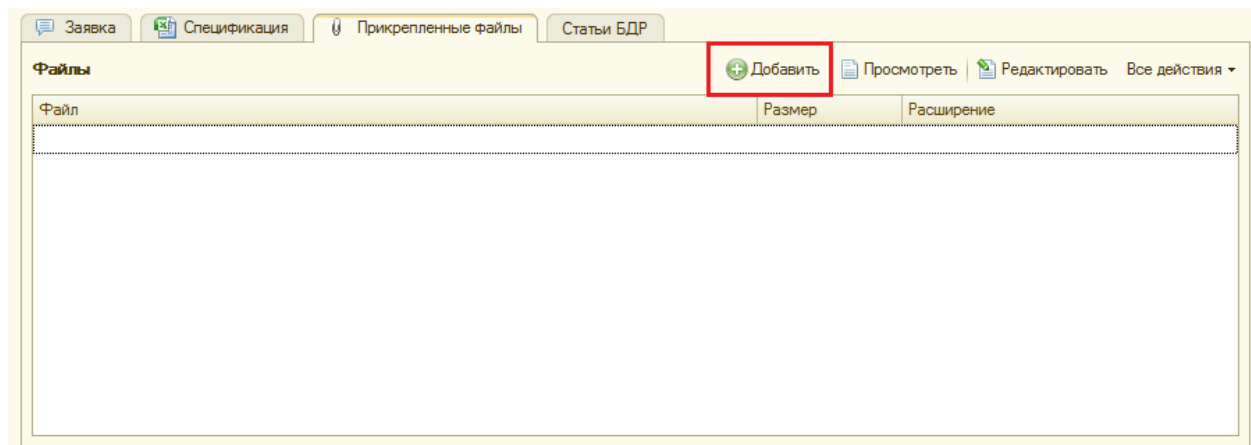 Заявка Спецификация Прикрепленные файлы Статьи БДР
Файлы Добавить Просмотреть Редактировать Все действия
Файл Размер Расширение